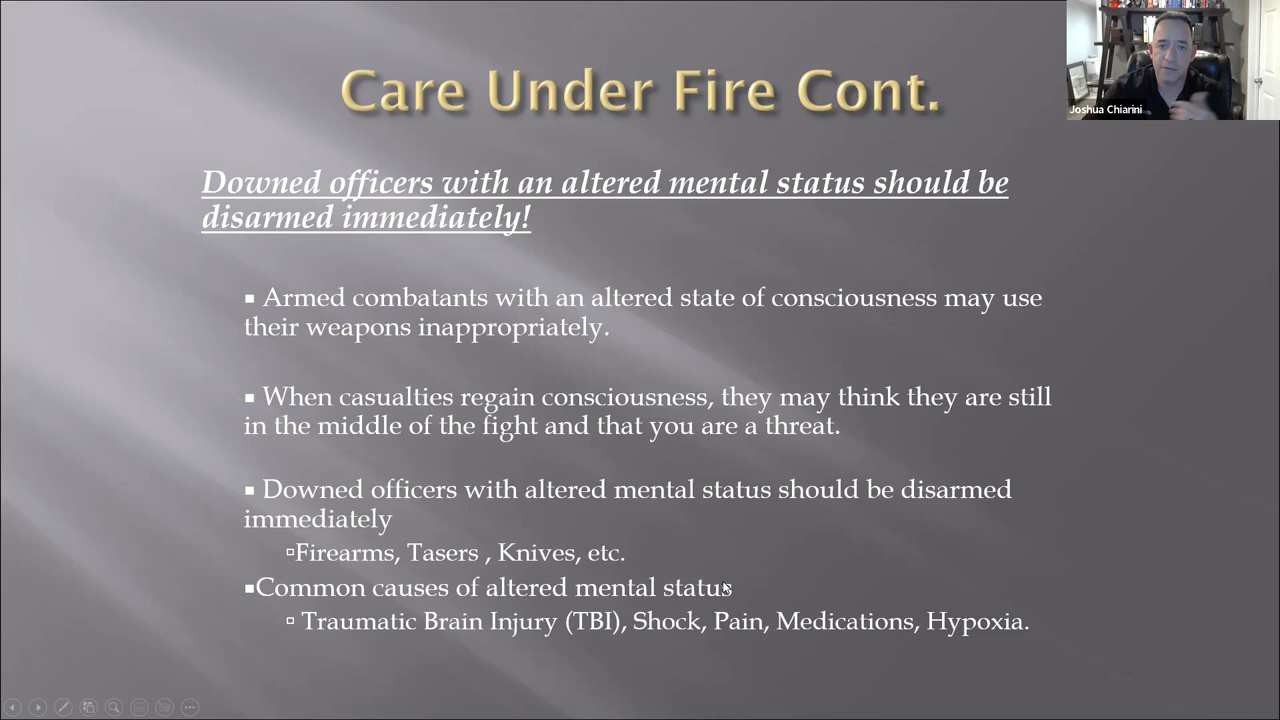 Care Under Fire Cont.
Joshua Chiarini
Downed officers with an altered mental status should be
disarmed immediately!
▪ Armed combatants with an altered state of consciousness may use
their weapons inappropriately.
▪ When casualties regain consciousness, they may think they are still
in the middle of the fight and that you are a threat.
▪ Downed officers with altered mental status should be disarmed
immediately
▫Firearms, Tasers , Knives, etc.
▪Common causes of altered mental status
▫ Traumatic Brain Injury (TBI), Shock, Pain, Medications, Hypoxia.